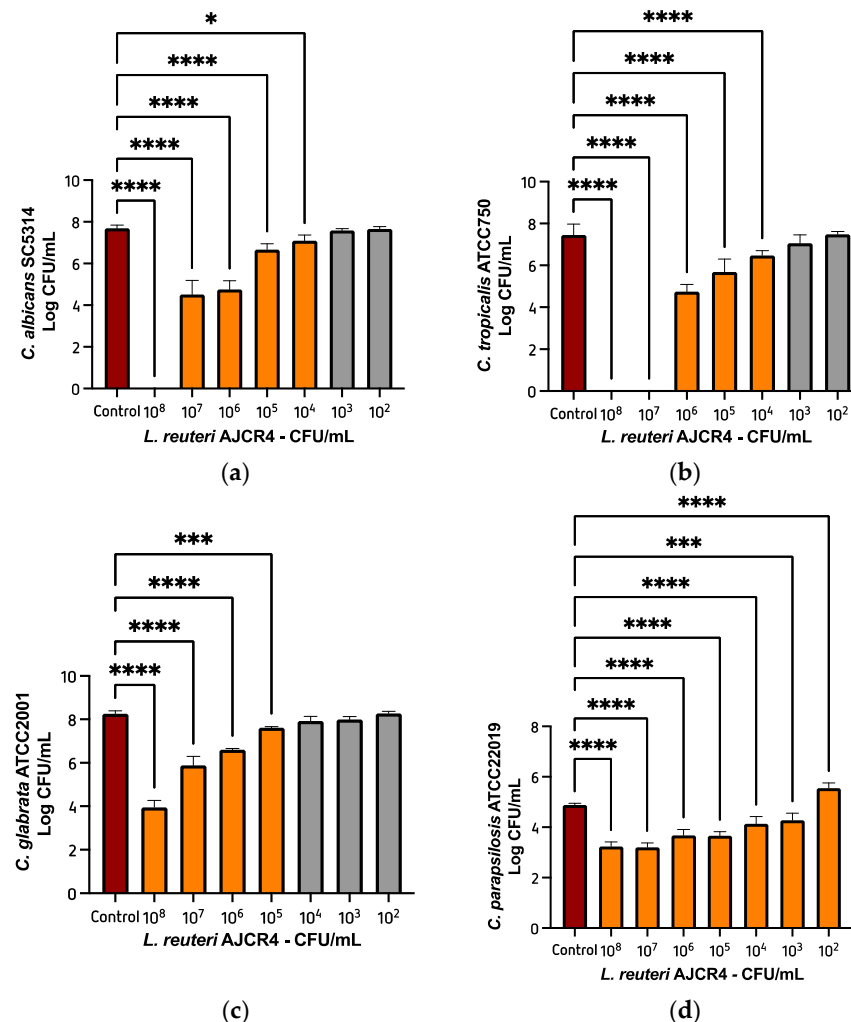 *
****
****
****
****
C. albicans SC5314
Log CFU/mL
10
8
6
4
2
0
Control 10⁸ 10⁷ 10⁶ 10⁵ 10⁴ 10³ 10²
L. reuteri AJCR4 - CFU/mL
(a)
****
****
****
****
****
C. tropicalis ATCC750
Log CFU/mL
10
8
6
4
2
0
Control 10⁸ 10⁷ 10⁶ 10⁵ 10⁴ 10³ 10²
L. reuteri AJCR4 - CFU/mL
(b)
***
****
****
****
C. glabrata ATCC2001
Log CFU/mL
10
8
6
4
2
0
Control 10⁸ 10⁷ 10⁶ 10⁵ 10⁴ 10³ 10²
L. reuteri AJCR4 - CFU/mL
(c)
****
***
****
****
****
****
****
C. parapsilosis ATCC22019
Log CFU/mL
8
6
4
2
0
Control 10⁸ 10⁷ 10⁶ 10⁵ 10⁴ 10³ 10²
L. reuteri AJCR4 - CFU/mL
(d)